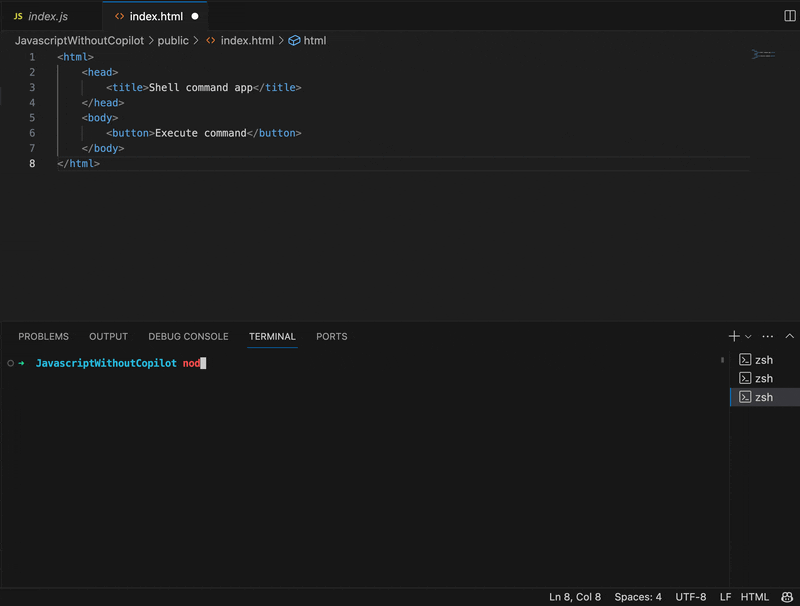 JS index.js <> index.html
JavascriptWithoutCopilot > public > <> index.html > html
1 <html>
2 <head>
3 <title>Shell command app</title>
4 </head>
5 <body>
6 <button>Execute command</button>
7 </body>
8 </html>
PROBLEMS OUTPUT DEBUG CONSOLE TERMINAL PORTS
JavascriptWithoutCopilot nod
zsh
zsh
zsh
Ln 8, Col 8 Spaces: 4 UTF-8 LF HTML